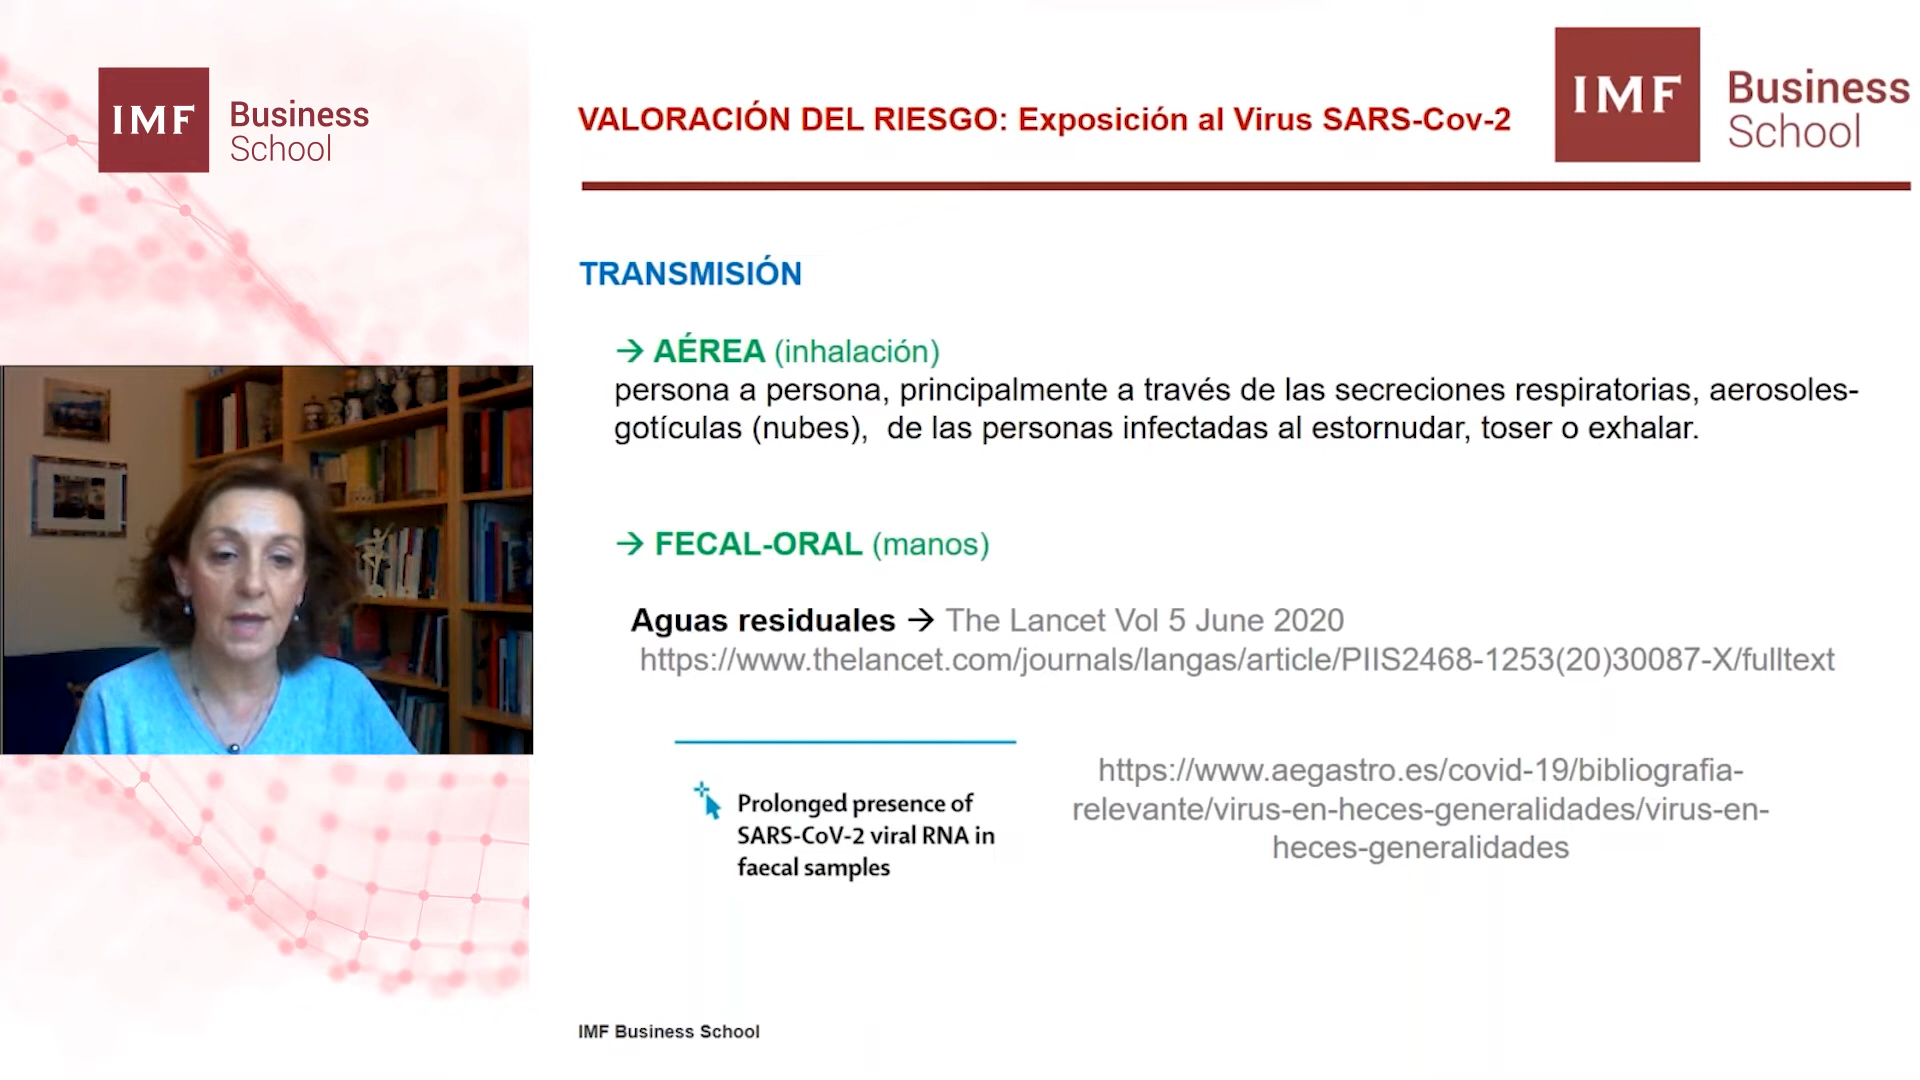 IMF Business
School
VALORACIÓN DEL RIESGO: Exposición al Virus SARS-Cov-2
IMF Business
School
TRANSMISIÓN
→ AÉREA (inhalación)
persona a persona, principalmente a través de las secreciones respiratorias, aerosoles-
gotículas (nubes),  de las personas infectadas al estornudar, toser o exhalar.
→ FECAL-ORAL (manos)
Aguas residuales → The Lancet Vol 5 June 2020
https://www.thelancet.com/journals/langas/article/PIIS2468-1253(20)30087-X/fulltext
Prolonged presence of
SARS-CoV-2 viral RNA in
faecal samples
https://www.aegastro.es/covid-19/bibliografia-
relevante/virus-en-heces-generalidades/virus-en-
heces-generalidades
IMF Business School